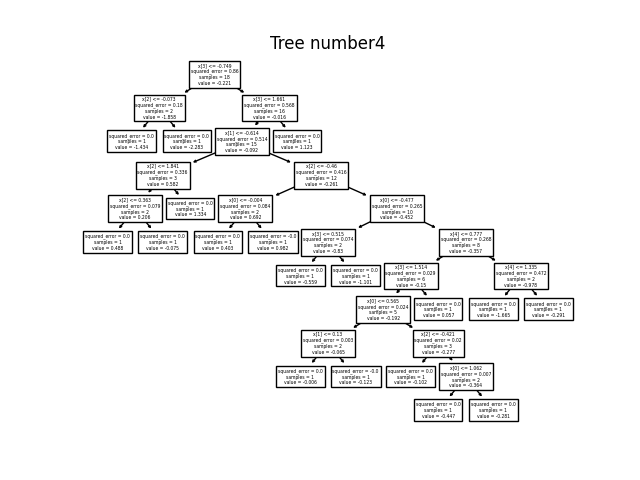 Tree number4
x[3] <= -0.749
squared_error = 0.86
samples = 18
value = -0.221
x[2] <= -0.073
squared_error = 0.18
samples = 2
value = -1.858
x[3] <= 1.661
squared_error = 0.568
samples = 16
value = -0.016
squared_error = 0.0
samples = 1
value = -1.434
squared_error = 0.0
samples = 1
value = -2.283
x[1] <= -0.614
squared_error = 0.514
samples = 15
value = -0.092
squared_error = 0.0
samples = 1
value = 1.123
x[2] <= 1.841
squared_error = 0.336
samples = 3
value = 0.582
x[2] <= -0.46
squared_error = 0.416
samples = 12
value = -0.261
x[2] <= 0.363
squared_error = 0.079
samples = 2
value = 0.206
squared_error = 0.0
samples = 1
value = 1.334
x[0] <= -0.004
squared_error = 0.084
samples = 2
value = 0.692
x[0] <= -0.477
squared_error = 0.265
samples = 10
value = -0.452
squared_error = 0.0
samples = 1
value = 0.488
squared_error = 0.0
samples = 1
value = -0.075
squared_error = 0.0
samples = 1
value = 0.403
squared_error = -0.0
samples = 1
value = 0.982
x[3] <= 0.515
squared_error = 0.074
samples = 2
value = -0.83
x[4] <= 0.777
squared_error = 0.268
samples = 8
value = -0.357
squared_error = 0.0
samples = 1
value = -0.559
squared_error = 0.0
samples = 1
value = -1.101
x[3] <= 1.514
squared_error = 0.029
samples = 6
value = -0.15
x[4] <= 1.335
squared_error = 0.472
samples = 2
value = -0.978
x[0] <= 0.565
squared_error = 0.024
samples = 5
value = -0.192
squared_error = 0.0
samples = 1
value = 0.057
squared_error = 0.0
samples = 1
value = -1.665
squared_error = 0.0
samples = 1
value = -0.291
x[1] <= 0.13
squared_error = 0.003
samples = 2
value = -0.065
x[2] <= -0.421
squared_error = 0.02
samples = 3
value = -0.277
squared_error = 0.0
samples = 1
value = -0.006
squared_error = -0.0
samples = 1
value = -0.123
squared_error = 0.0
samples = 1
value = -0.102
x[0] <= 1.062
squared_error = 0.007
samples = 2
value = -0.364
squared_error = 0.0
samples = 1
value = -0.447
squared_error = 0.0
samples = 1
value = -0.281